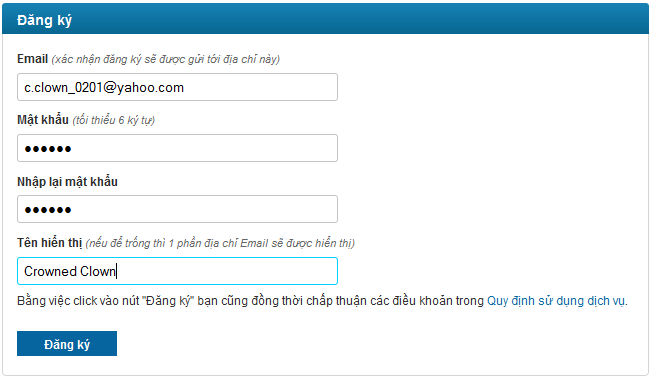 Đăng ký
Email (xác nhận đăng ký sẽ được gửi tới địa chỉ này)
c.clown_0201@yahoo.com
Mật khẩu (tối thiểu 6 ký tự)
●●●●●●
Nhập lại mật khẩu
●●●●●●
Tên hiển thị (nếu để trống thì 1 phần địa chỉ Email sẽ được hiển thị)
Crowned Clown
Bằng việc click vào nút "Đăng ký" bạn cũng đồng thời chấp thuận các điều khoản trong Quy định sử dụng dịch vụ.
Đăng ký